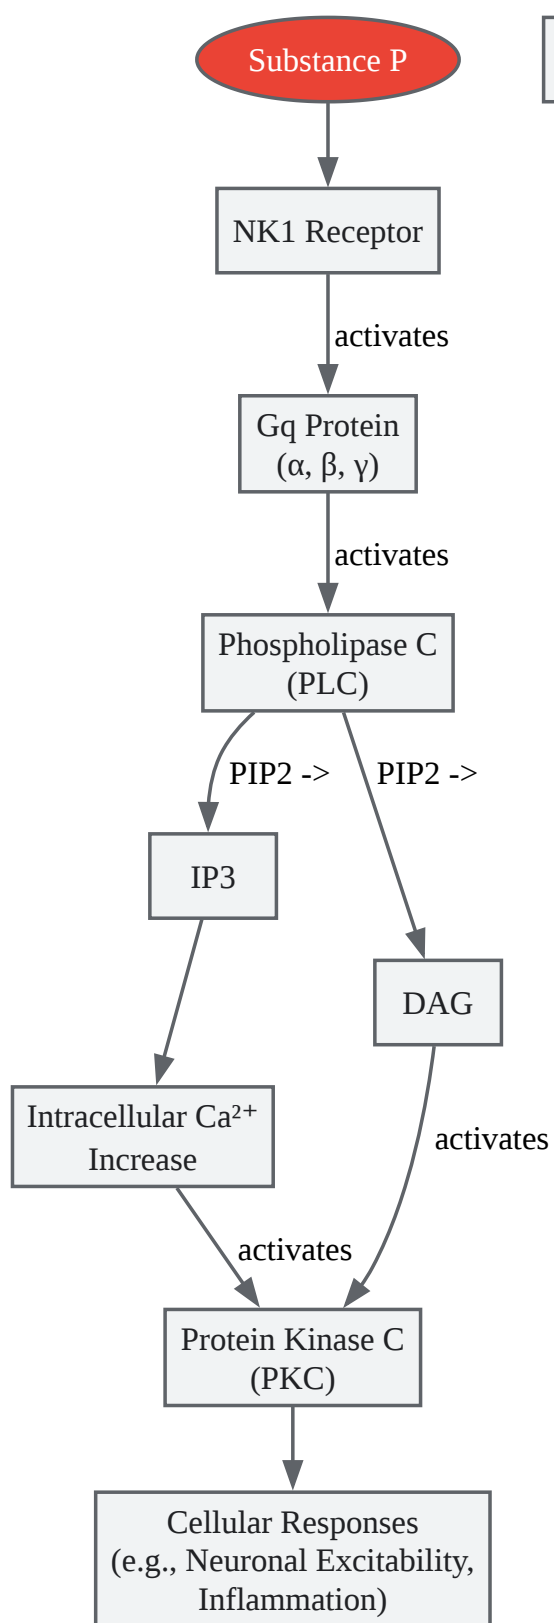 Substance P
NK1 Receptor
activates
Gq Protein
(α, β, γ)
activates
Phospholipase C
(PLC)
PIP2 ->
PIP2 ->
IP3
DAG
Intracellular Ca²⁺
Increase
activates
activates
Protein Kinase C
(PKC)
Cellular Responses
(e.g., Neuronal Excitability,
Inflammation)